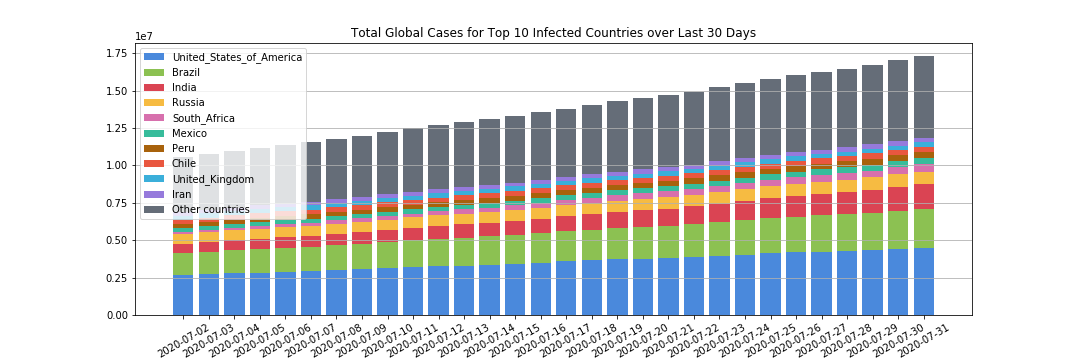 Total Global Cases for Top 10 Infected Countries over Last 30 Days
1e7
1.75
1.50
1.25
1.00
0.75
0.50
0.25
0.00
United_States_of_America
Brazil
India
Russia
South_Africa
Mexico
Peru
Chile
United_Kingdom
Iran
Other countries
2020-07-02
2020-07-03
2020-07-04
2020-07-05
2020-07-06
2020-07-07
2020-07-08
2020-07-09
2020-07-10
2020-07-11
2020-07-12
2020-07-13
2020-07-14
2020-07-15
2020-07-16
2020-07-17
2020-07-18
2020-07-19
2020-07-20
2020-07-21
2020-07-22
2020-07-23
2020-07-24
2020-07-25
2020-07-26
2020-07-27
2020-07-28
2020-07-29
2020-07-30
2020-07-31